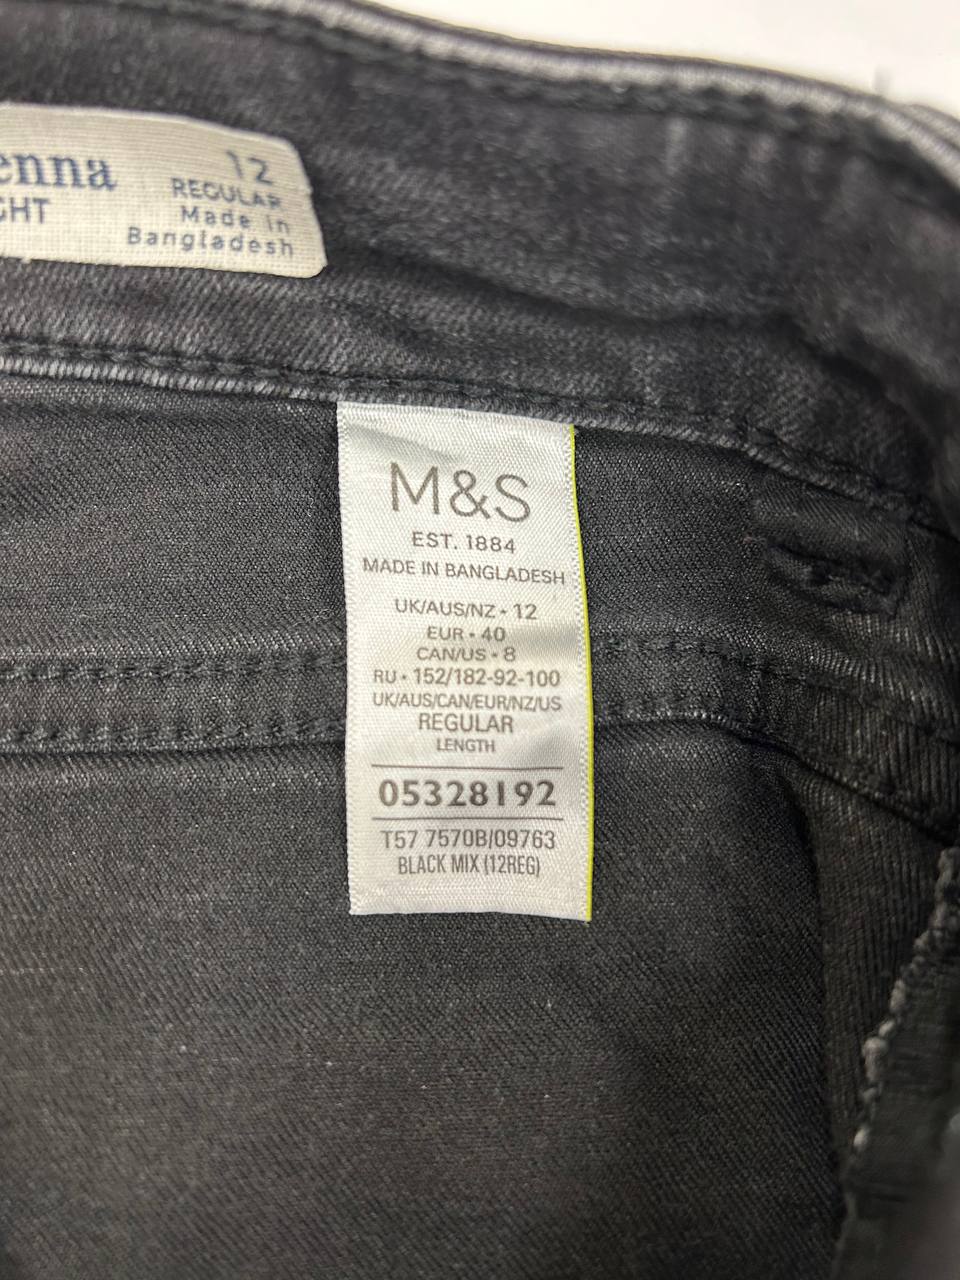 enna
GHT
12
REGULAR
Made in
Bangladesh
M&S
EST. 1884
MADE IN BANGLADESH
UK/AUS/NZ • 12
EUR • 40
CAN/US • 8
RU • 152/182-92-100
UK/AUS/CAN/EUR/NZ/US
REGULAR
LENGTH
05328192
T57 7570B/09763
BLACK MIX (12REG)